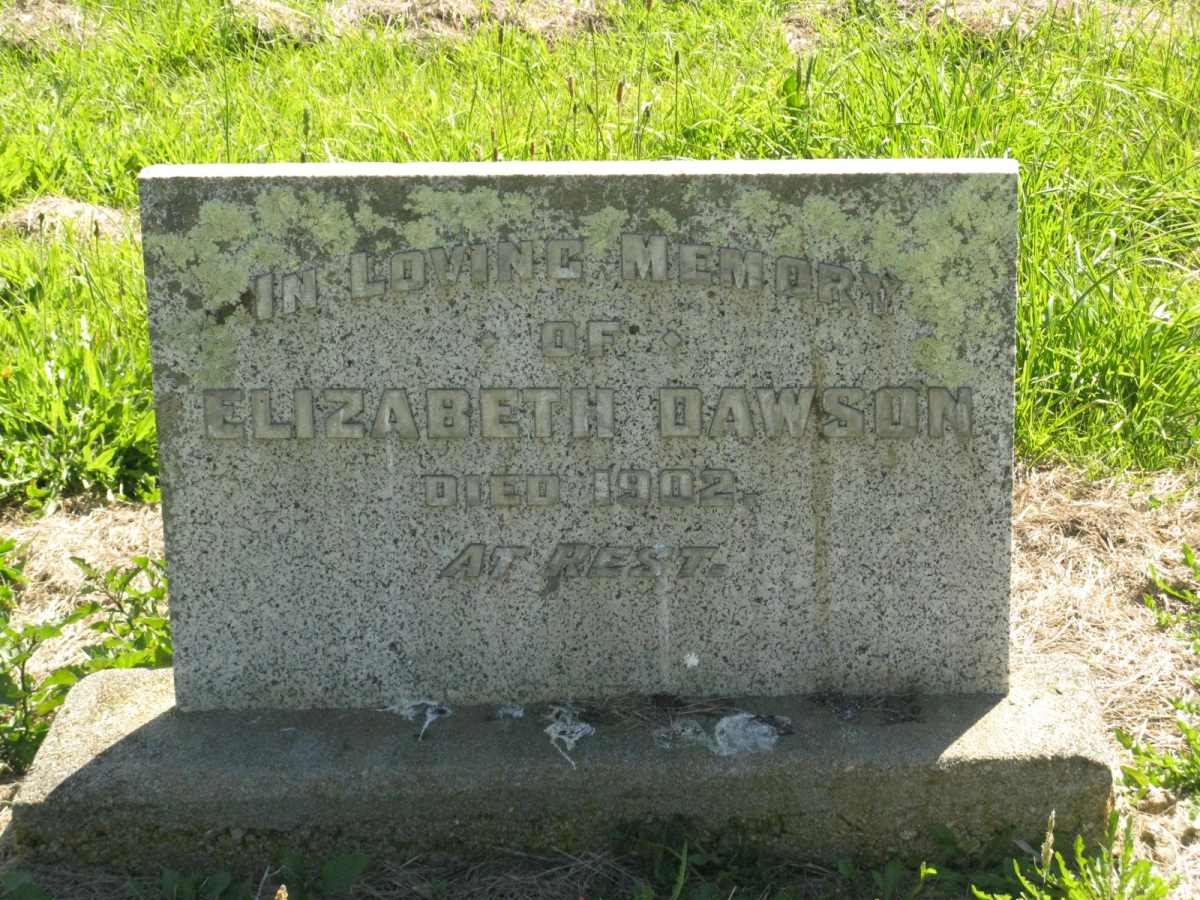 IN LOVING MEMORY
OF
ELIZABETH DAWSON
DIED 1902.
AT REST.